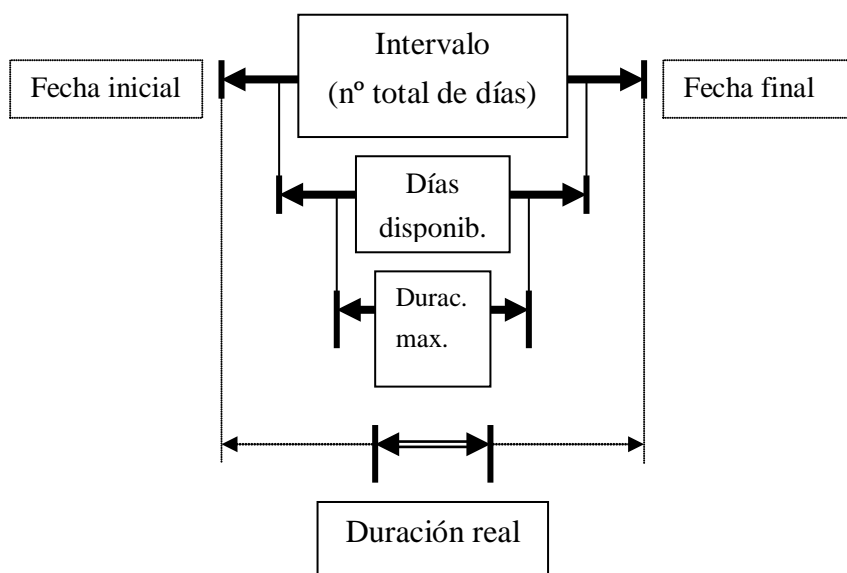 Intervalo
(nº total de días)
Fecha inicial
Fecha final
Días
disponib.
Durac.
max.
Duración real